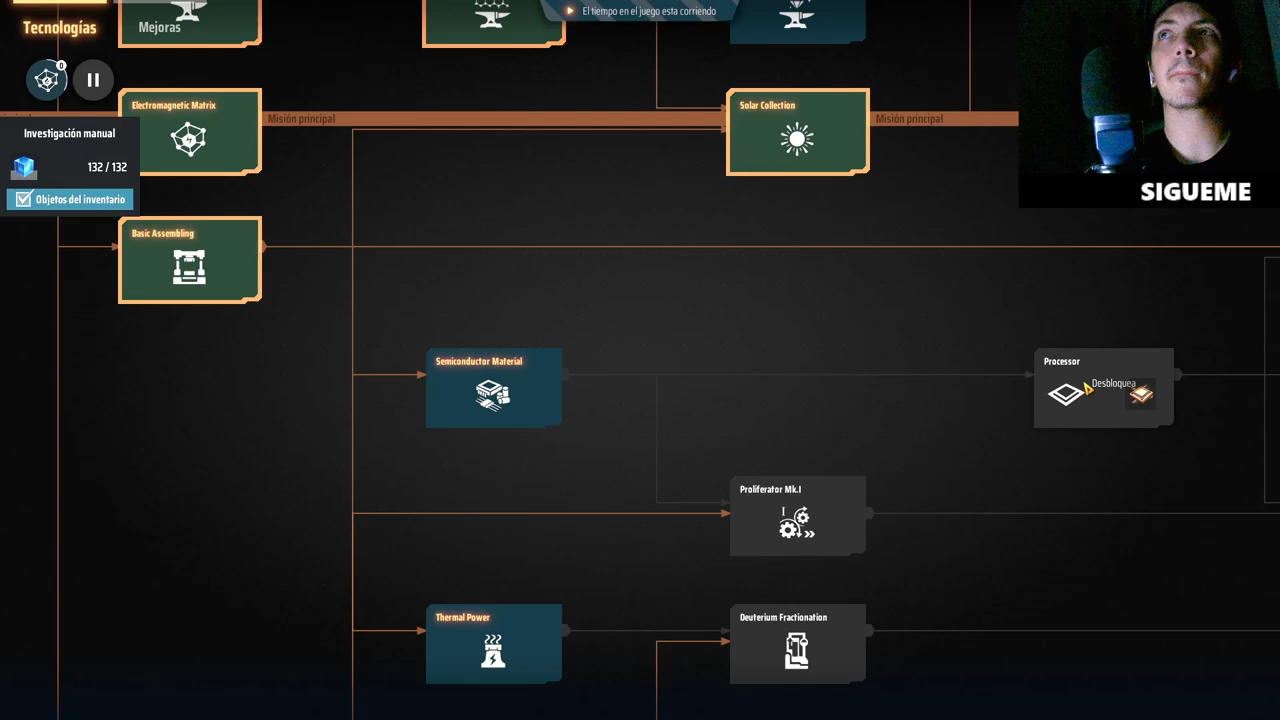 El tiempo en el juego esta corriendo
Tecnologías
Mejoras
0
Electromagnetic Matrix
Misión principal
Solar Collection
Misión principal
Investigación manual
132 / 132
Objetos del inventario
SIGUEME
Basic Assembling
Semiconductor Material
Processor
Desbloquea
Proliferator Mk.I
I
Thermal Power
Deuterium Fractionation